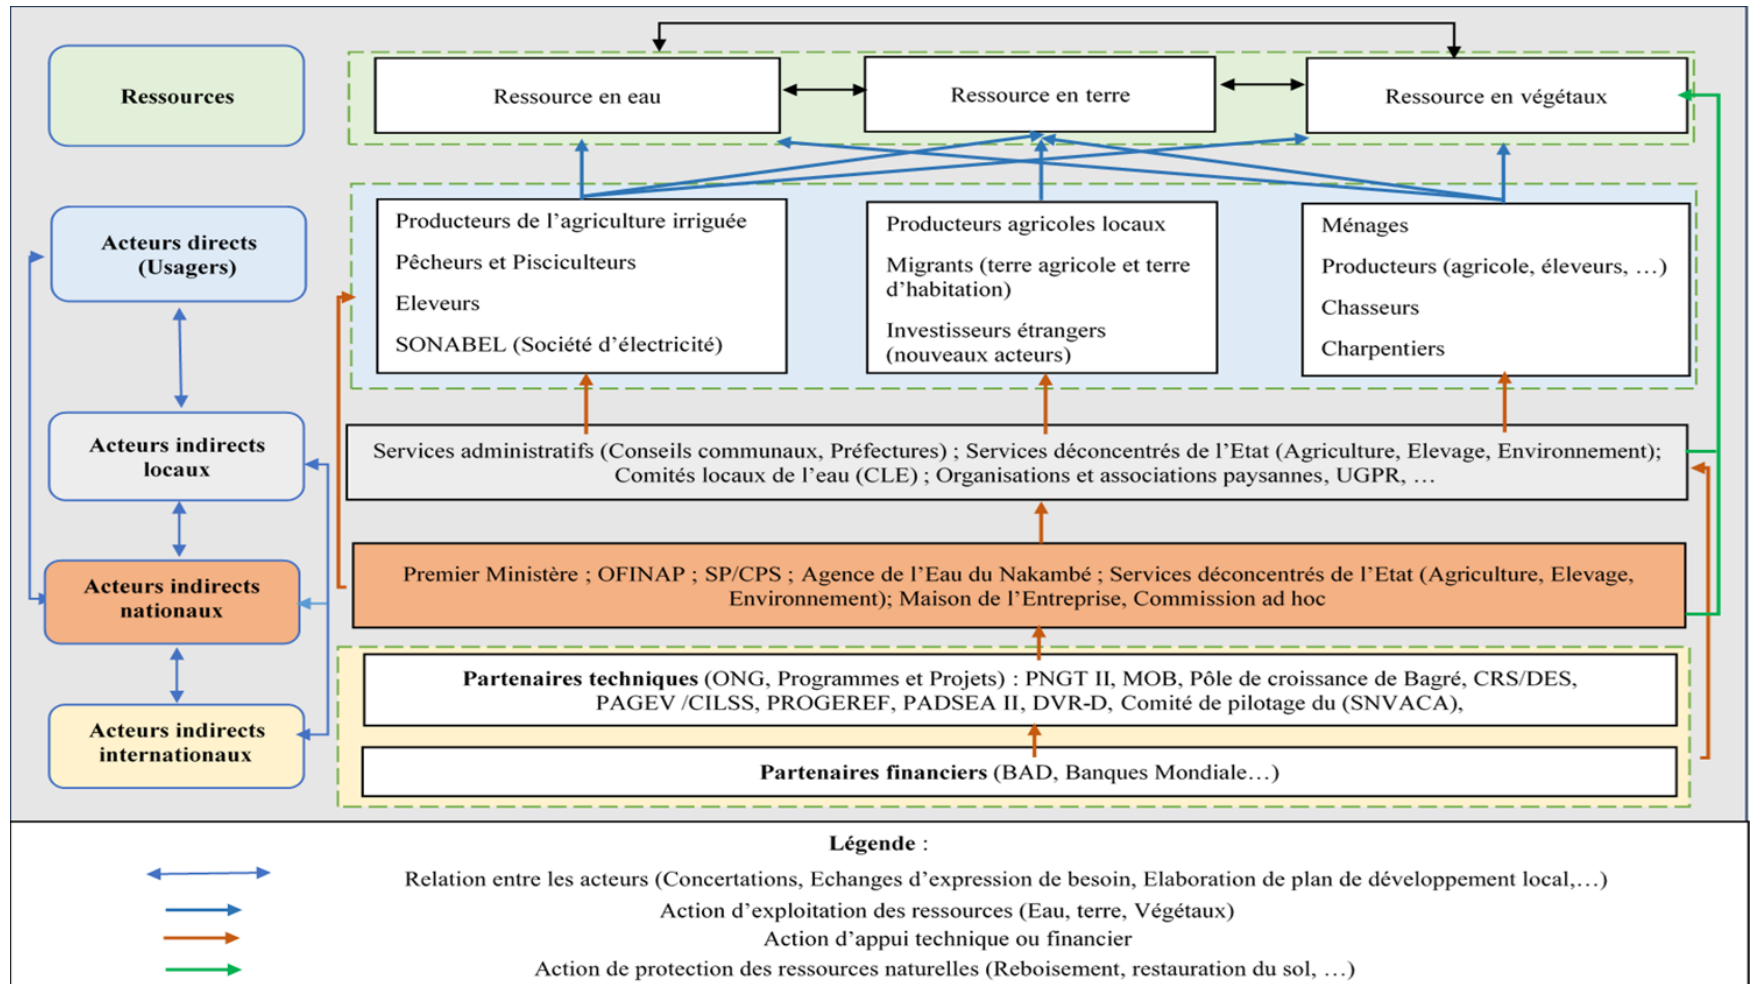 Ressources
Ressource en eau
Ressource en terre
Ressource en végétaux
Acteurs directs
(Usagers)
Producteurs de l’agriculture irriguée
Pêcheurs et Pisciculteurs
Eleveurs
SONABEL (Société d’électricité)
Producteurs agricoles locaux
Migrants (terre agricole et terre
d’habitation)
Investisseurs étrangers
(nouveaux acteurs)
Ménages
Producteurs (agricole, éleveurs, …)
Chasseurs
Charpentiers
Acteurs indirects
locaux
Services administratifs (Conseils communaux, Préfectures) ; Services déconcentrés de l’Etat (Agriculture, Elevage, Environnement);
Comités locaux de l’eau (CLE) ; Organisations et associations paysannes, UGPR, …
Acteurs indirects
nationaux
Premier Ministère ; OFINAP ; SP/CPS ; Agence de l’Eau du Nakambé ; Services déconcentrés de l’Etat (Agriculture, Elevage,
Environnement); Maison de l’Entreprise, Commission ad hoc
Acteurs indirects
internationaux
Partenaires techniques (ONG, Programmes et Projets) : PNGT II, MOB, Pôle de croissance de Bagré, CRS/DES,
PAGEV /CILSS, PROGEREF, PADSEA II, DVR-D, Comité de pilotage du (SNVACA),
Partenaires financiers (BAD, Banques Mondiale…)
Légende :
Relation entre les acteurs (Concertations, Echanges d’expression de besoin, Elaboration de plan de développement local,…)
Action d’exploitation des ressources (Eau, terre, Végétaux)
Action d’appui technique ou financier
Action de protection des ressources naturelles (Reboisement, restauration du sol, …)